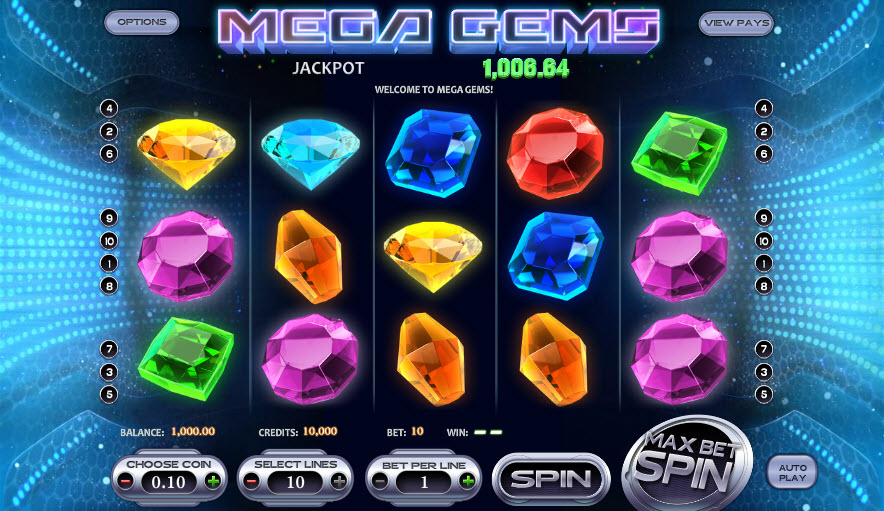 OPTIONS
MEGA GEMS
VIEW PAYS
JACKPOT 1,006.64
WELCOME TO MEGA GEMS!
4 4
2 2
6 6
9 9
10 10
1 1
8 8
7 7
3 3
5 5
BALANCE: 1,000.00 CREDITS: 10,000 BET: 10 WIN: – –
CHOOSE COIN SELECT LINES BET PER LINE
- 0.10 + - 10 + - 1 +
SPIN
MAX BET
SPIN
AUTO
PLAY